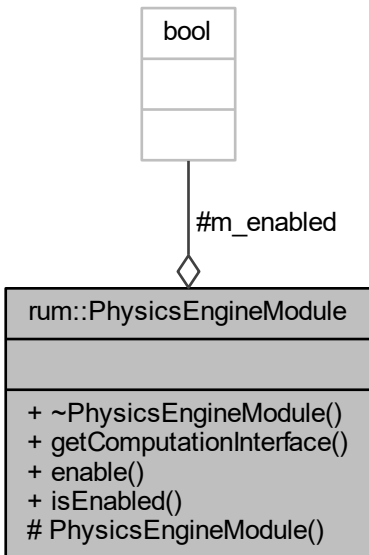 bool
#m_enabled
rum::PhysicsEngineModule
+ ~PhysicsEngineModule()
+ getComputationInterface()
+ enable()
+ isEnabled()
# PhysicsEngineModule()